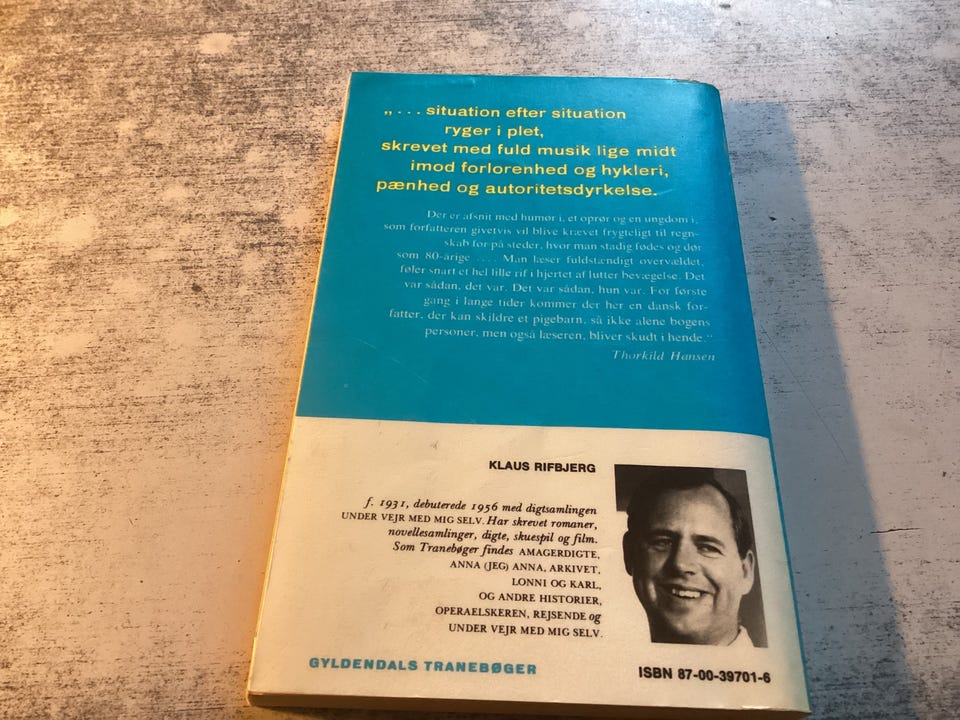 „ . . . situation efter situation
ryger i plet,
skrevet med fuld musik lige midt
imod forlorenhed og hykleri,
pænhed og autoritetsdyrkelse.
Der er afsnit med humør i, et oprør og en ungdom i,
som forfatteren givetvis vil blive krævet frygteligt til regn-
skab for på steder, hvor man stadig fødes og dør
som 80-årige .... Man læser fuldstændigt overvældet,
føler snart et hel lille rif i hjertet af lutter bevægelse. Det
var sådan, det var. Det var sådan, hun var. For første
gang i lange tider kommer der her en dansk for-
fatter, der kan skildre et pigebarn, så ikke alene bogens
personer, men også læseren, bliver skudt i hende.“
Thorkild Hansen
KLAUS RIFBJERG
f. 1931, debuterede 1956 med digtsamlingen
UNDER VEJR MED MIG SELV. Har skrevet romaner,
novellesamlinger, digte, skuespil og film.
Som Tranebøger findes AMAGERDIGTE,
ANNA (JEG) ANNA, ARKIVET,
LONNI OG KARL,
OG ANDRE HISTORIER,
OPERAELSKEREN, REJSENDE og
UNDER VEJR MED MIG SELV.
GYLDENDALS TRANEBØGER
ISBN 87-00-39701-6